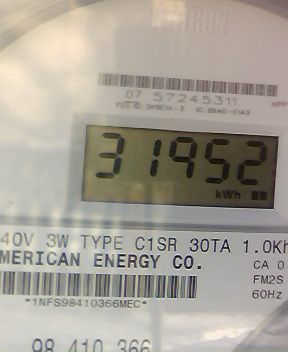 07 57245311
31952
kWh
40V 3W TYPE C1SR 30TA 1.0Kh
MERICAN ENERGY CO.
CA 0.
FM2S
60Hz
*1NFS98410366MEC*
98 410 366